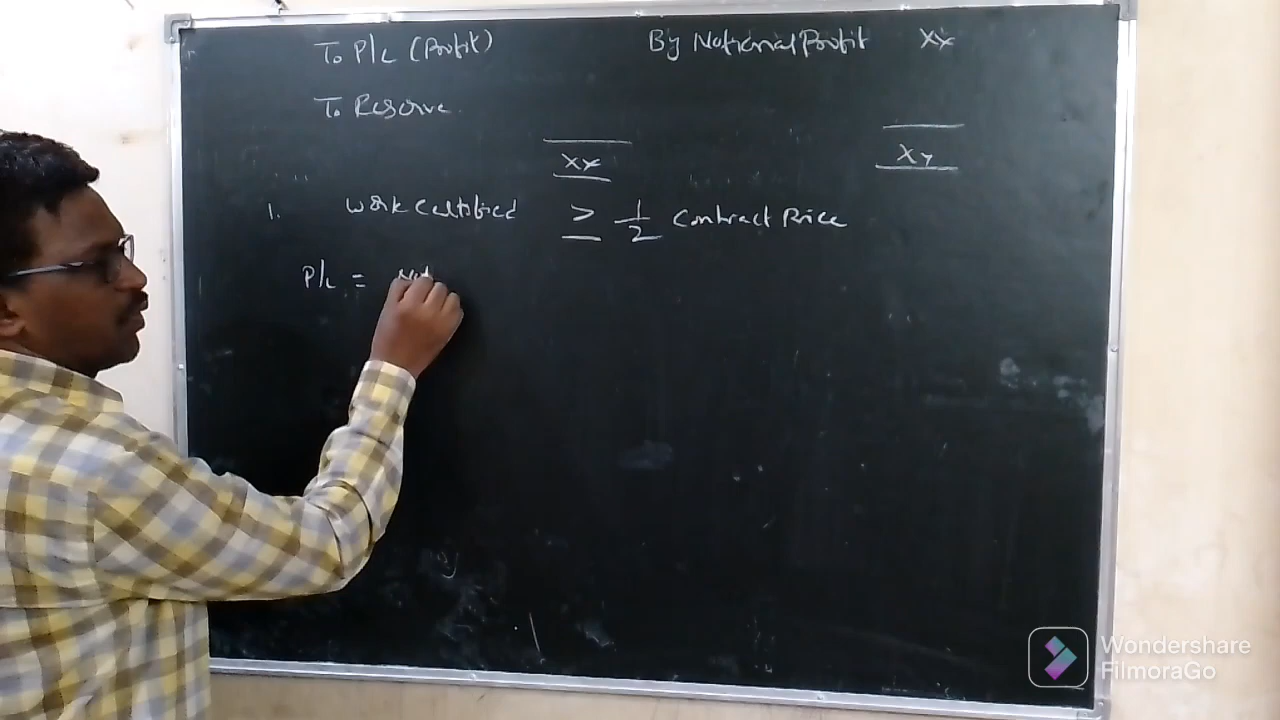 To P/L (Profit) By Notional Profit XX
To Reserve
XX XX
1. Work Certified ≥ 1/2 Contract Price
P/L = Not
Wondershare
FilmoraGo